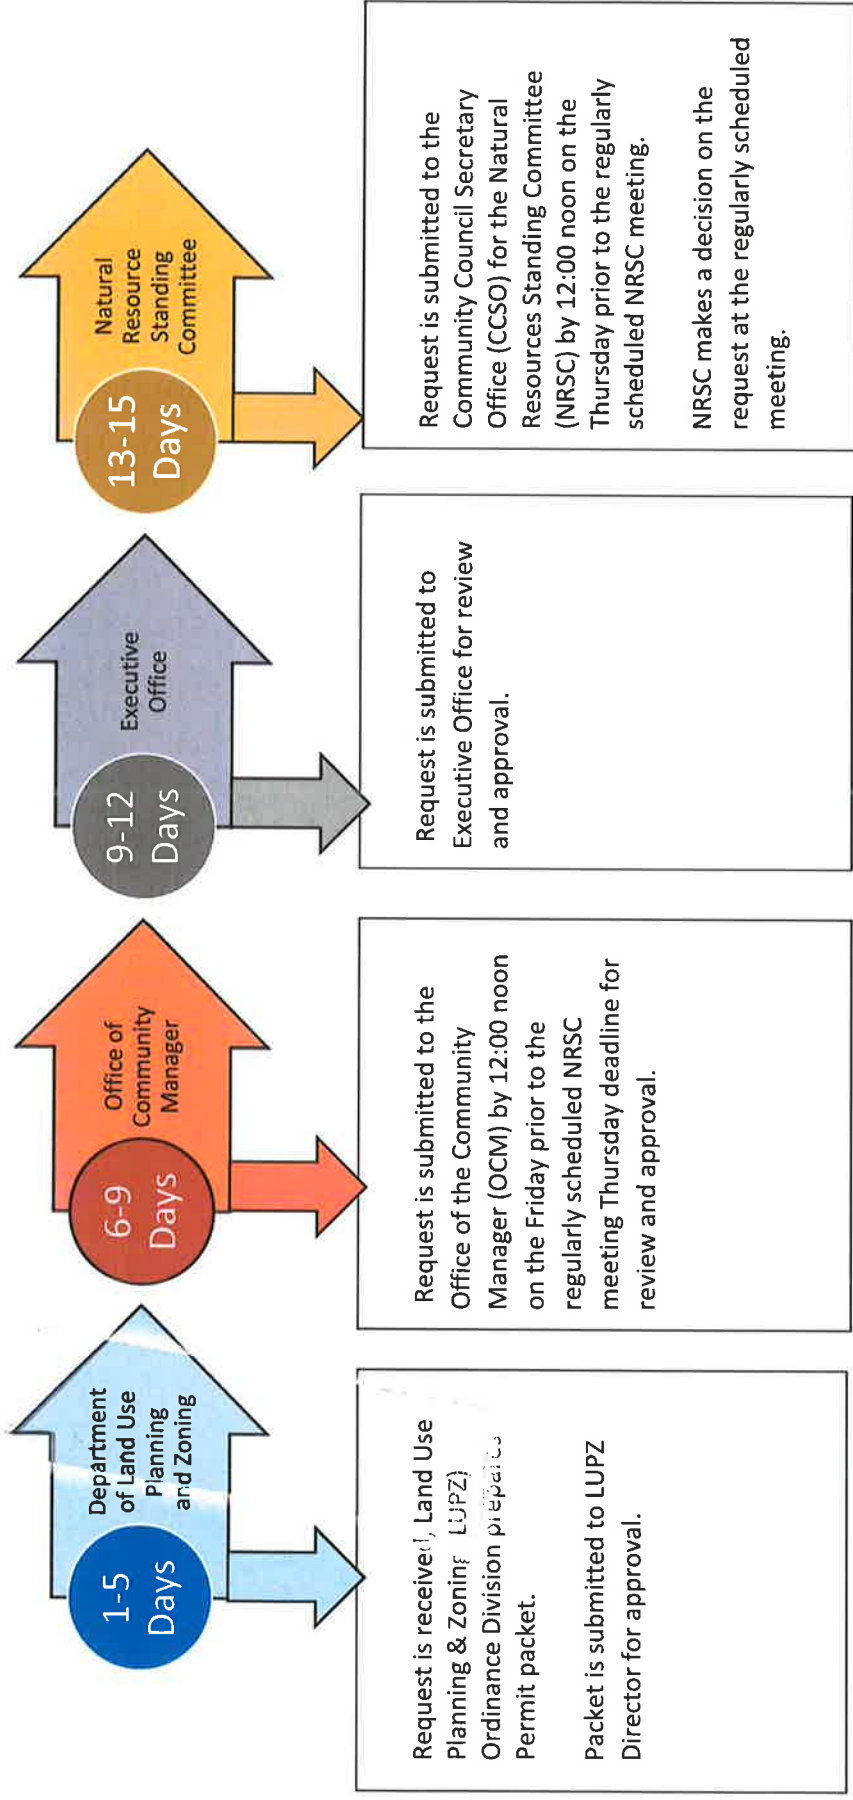 1-5
Days
Department
of Land Use
Planning
and Zoning
Request is received, Land Use
Planning & Zoning LUPZ)
Ordinance Division prepares
Permit packet.
Packet is submitted to LUPZ
Director for approval.
6-9
Days
Office of
Community
Manager
Request is submitted to the
Office of the Community
Manager (OCM) by 12:00 noon
on the Friday prior to the
regularly scheduled NRSC
meeting Thursday deadline for
review and approval.
9-12
Days
Executive
Office
Request is submitted to
Executive Office for review
and approval.
13-15
Days
Natural
Resource
Standing
Committee
Request is submitted to the
Community Council Secretary
Office (CCSO) for the Natural
Resources Standing Committee
(NRSC) by 12:00 noon on the
Thursday prior to the regularly
scheduled NRSC meeting.
NRSC makes a decision on the
request at the regularly scheduled
meeting.